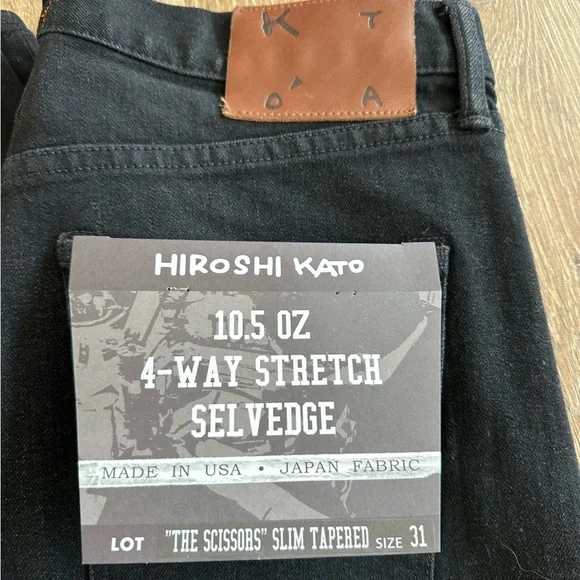 K T
O' A
HIROSHI KATO
10.5 OZ
4-WAY STRETCH
SELVEDGE
MADE IN USA • JAPAN FABRIC
LOT "THE SCISSORS" SLIM TAPERED SIZE 31